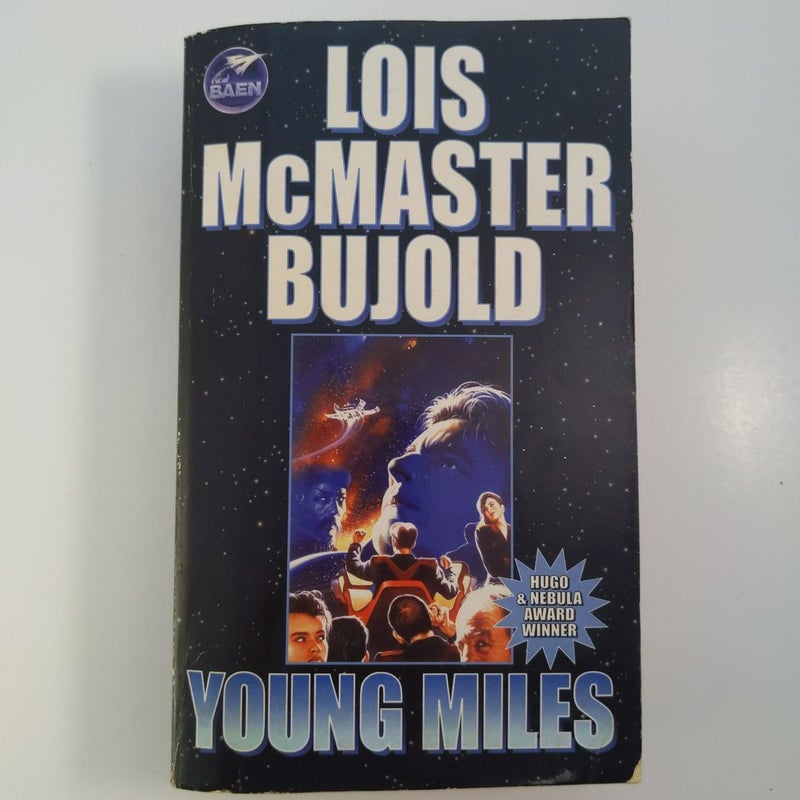 BAEN
LOIS
McMASTER
BUJOLD
HUGO
& NEBULA
AWARD
WINNER
YOUNG MILES